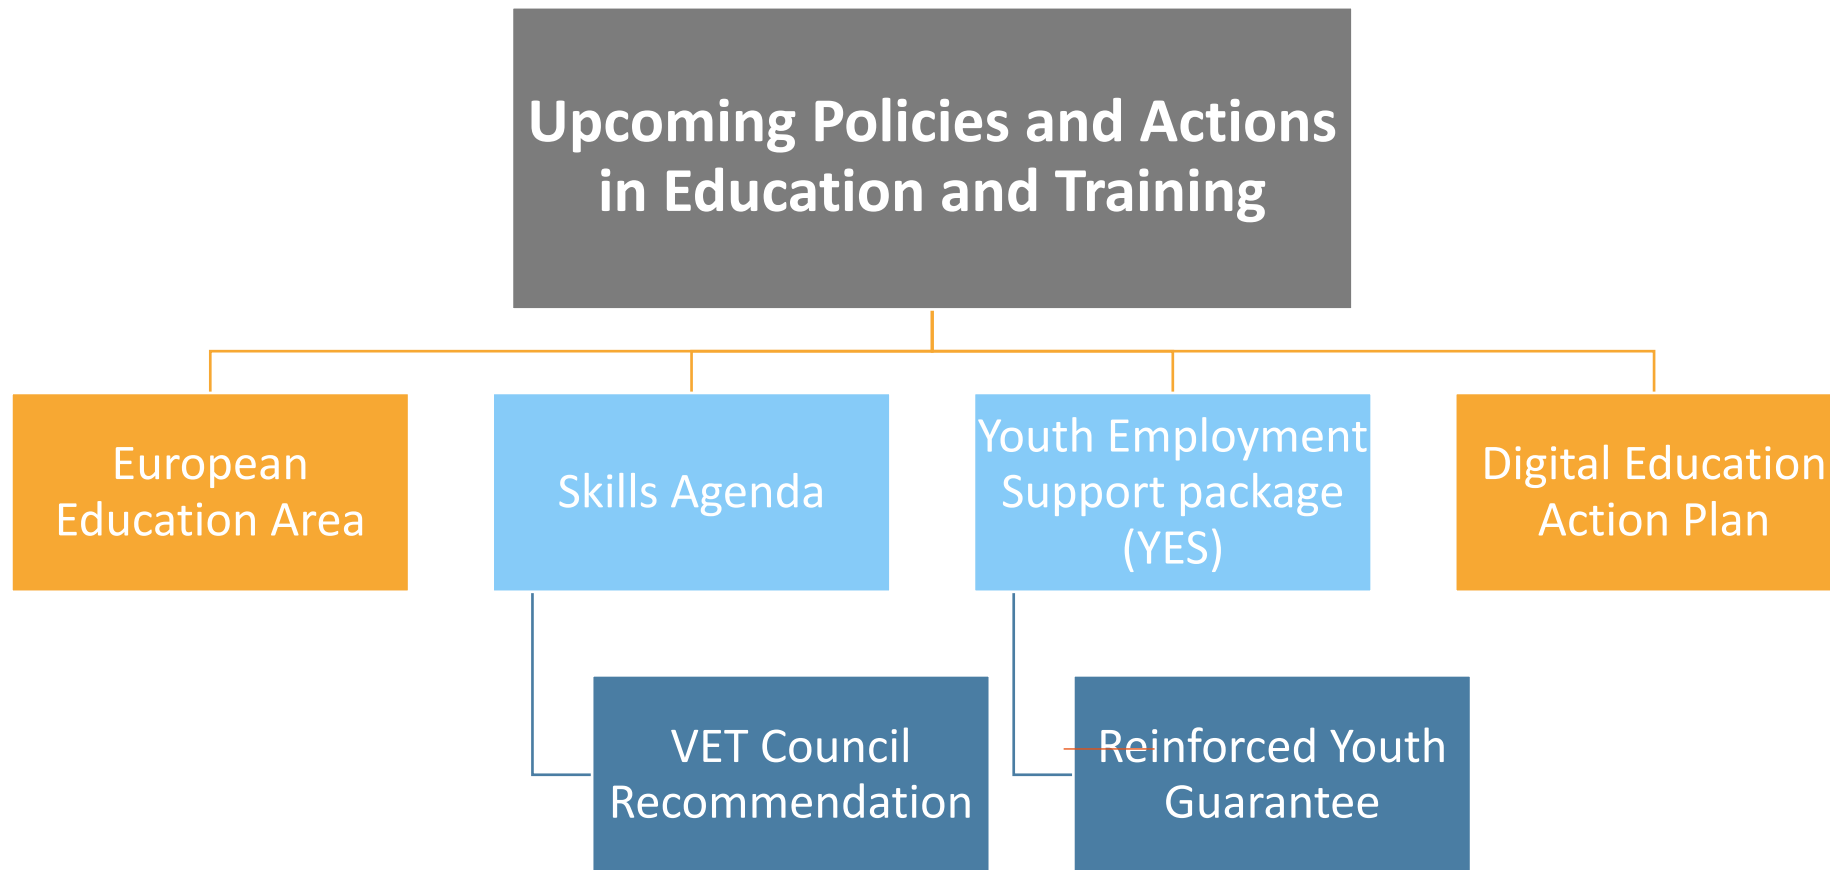 Upcoming Policies and Actions
in Education and Training
European
Education Area
Skills Agenda
Youth Employment
Support package
(YES)
Digital Education
Action Plan
VET Council
Recommendation
Reinforced Youth
Guarantee